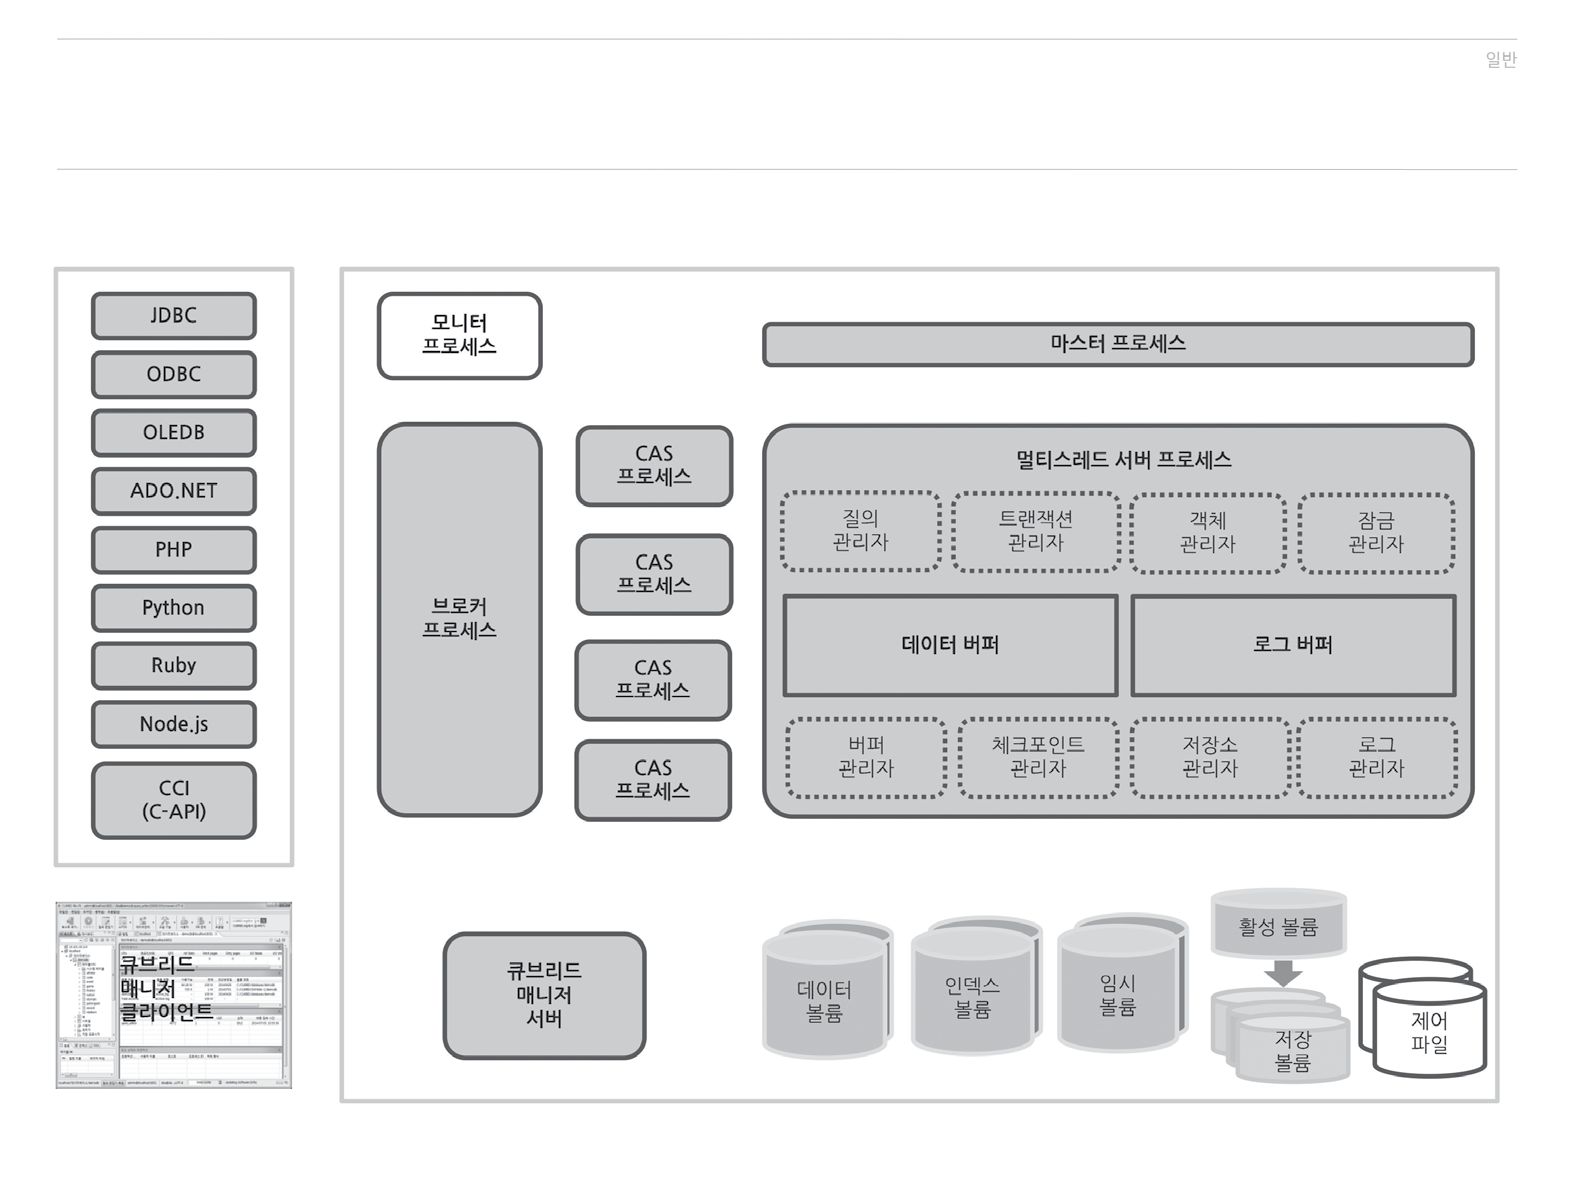 일반
JDBC
ODBC
OLEDB
ADO.NET
PHP
Python
Ruby
Node.js
CCI
(C-API)
큐브리드
매니저
클라이언트
모니터
프로세스
마스터 프로세스
브로커
프로세스
CAS
프로세스
CAS
프로세스
CAS
프로세스
CAS
프로세스
멀티스레드 서버 프로세스
질의
관리자
트랜잭션
관리자
객체
관리자
잠금
관리자
데이터 버퍼
로그 버퍼
버퍼
관리자
체크포인트
관리자
저장소
관리자
로그
관리자
큐브리드
매니저
서버
데이터
볼륨
인덱스
볼륨
임시
볼륨
활성 볼륨
저장
볼륨
제어
파일